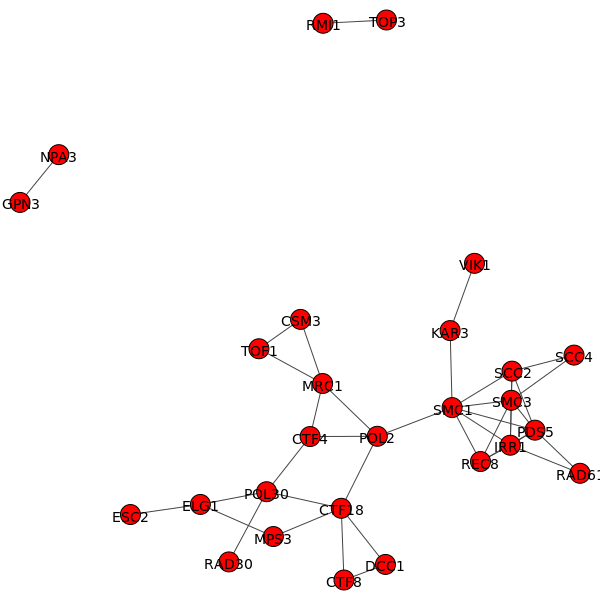 RMI1
TOP3
NPA3
GPN3
VIK1
CSM3
KAR3
TOF1
SCC4
SCC2
MRC1
SMC3
SMC1
PDS5
CTF4
POL2
IRR1
REC8
RAD61
POL30
ELG1
CTF18
ESC2
MPS3
RAD30
DCC1
CTF8